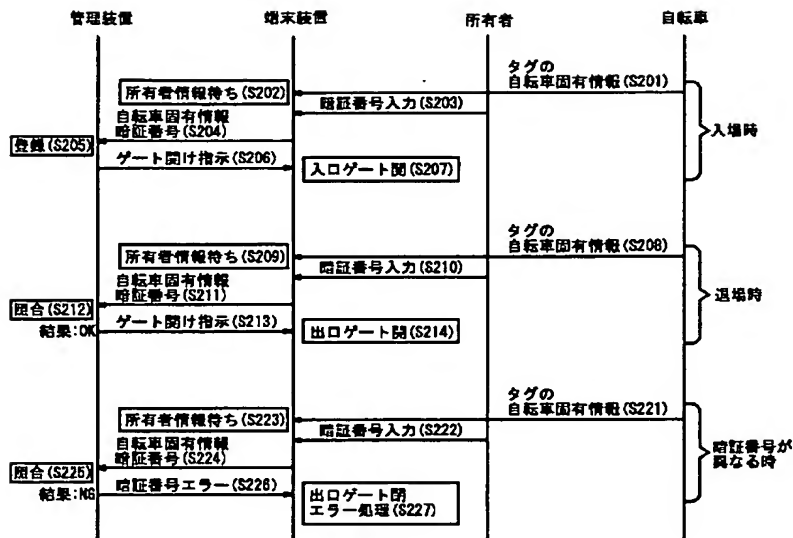 管理装置
端末装置
所有者
自転車
タグの
自転車固有情報(S201)
所有者情報待ち(S202)
暗証番号入力(S203)
自転車固有情報
暗証番号(S204)
登録(S205)
ゲート開け指示(S206)
入口ゲート開(S207)
入場時
タグの
自転車固有情報(S208)
所有者情報待ち(S209)
暗証番号入力(S210)
自転車固有情報
暗証番号(S211)
照合(S212)
結果:OK
ゲート開け指示(S213)
出口ゲート開(S214)
退場時
タグの
自転車固有情報(S221)
所有者情報待ち(S223)
暗証番号入力(S222)
自転車固有情報
暗証番号(S224)
照合(S225)
結果:NG
暗証番号エラー(S226)
出口ゲート閉
エラー処理(S227)
暗証番号が
異なる時